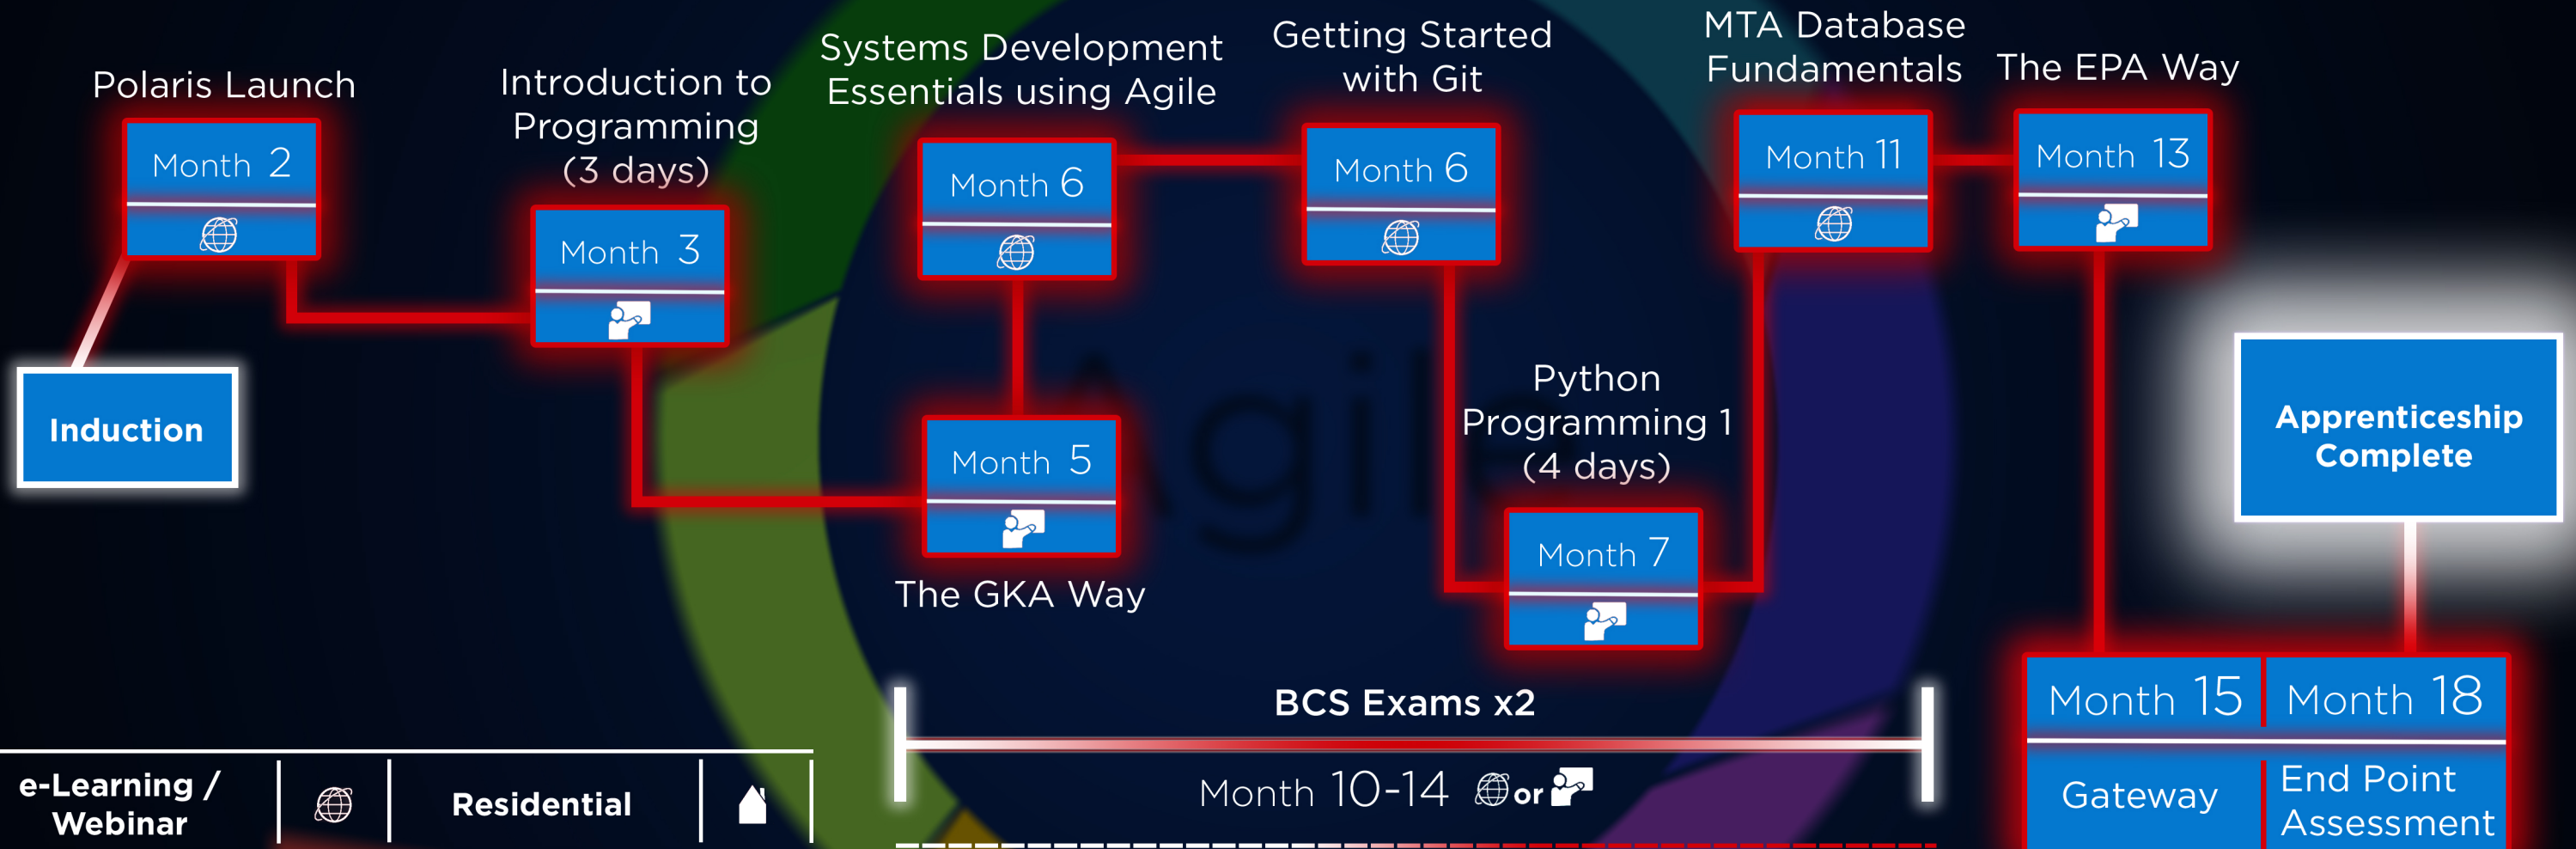 Polaris Launch
Month 2
Induction
Introduction to
Programming
(3 days)
Month 3
Systems Development
Essentials using Agile
Month 6
Month 5
The GKA Way
Getting Started
with Git
Month 6
Python
Programming 1
(4 days)
Month 7
MTA Database
Fundamentals
Month 11
The EPA Way
Month 13
Apprenticeship
Complete
Month 15
Gateway
Month 18
End Point
Assessment
Agile
BCS Exams x2
Month 10-14 or
e-Learning /
Webinar
Residential